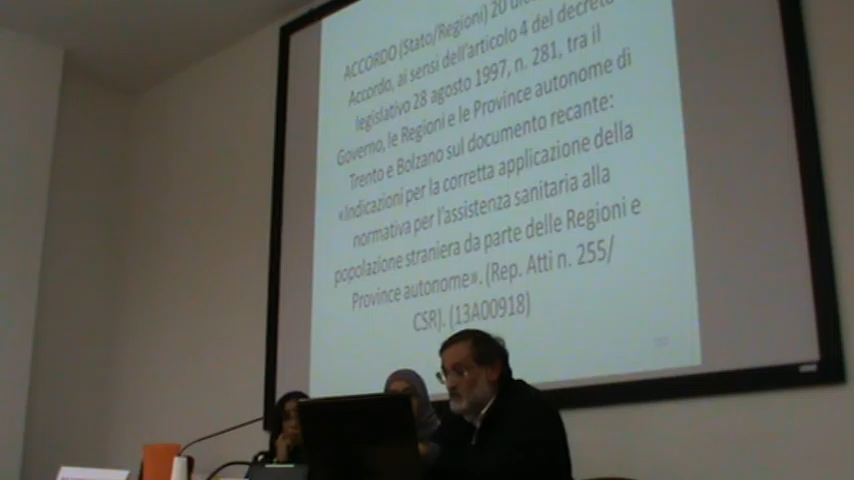 ACCORDO (Stato/Regioni) 20
Accordo, ai sensi dell'articolo 4 del decreto
legislativo 28 agosto 1997, n. 281, tra il
Governo, le Regioni e le Province autonome di
Trento e Bolzano sul documento recante:
«Indicazioni per la corretta applicazione della
normativa per l'assistenza sanitaria alla
popolazione straniera da parte delle Regioni e
Province autonome». (Rep. Atti n. 255/
CSR). (13A00918)